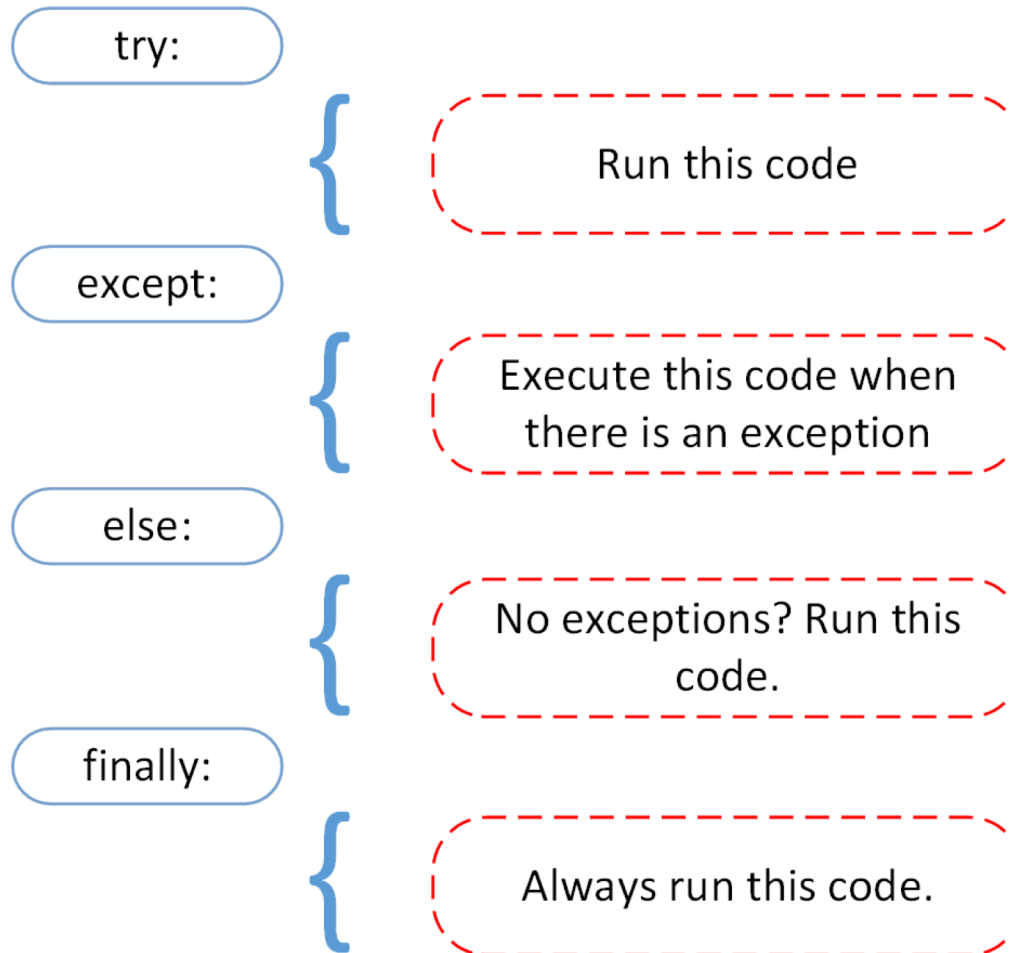 try:
Run this code
except:
Execute this code when
there is an exception
else:
No exceptions? Run this
code.
finally:
Always run this code.